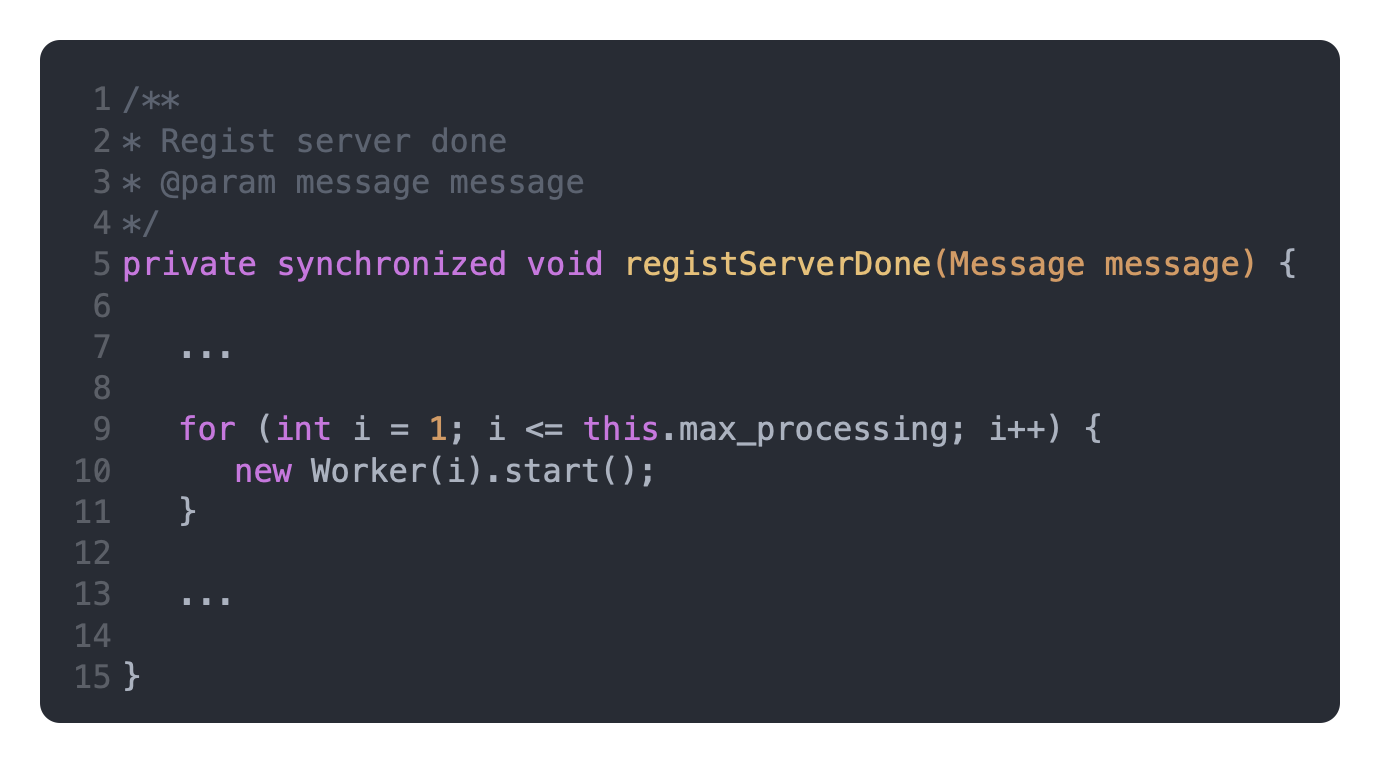 1 /**
2 * Regist server done
3 * @param message message
4 */
5 private synchronized void registServerDone(Message message) {
6
7    ...
8
9    for (int i = 1; i <= this.max_processing; i++) {
10       new Worker(i).start();
11    }
12
13    ...
14
15 }